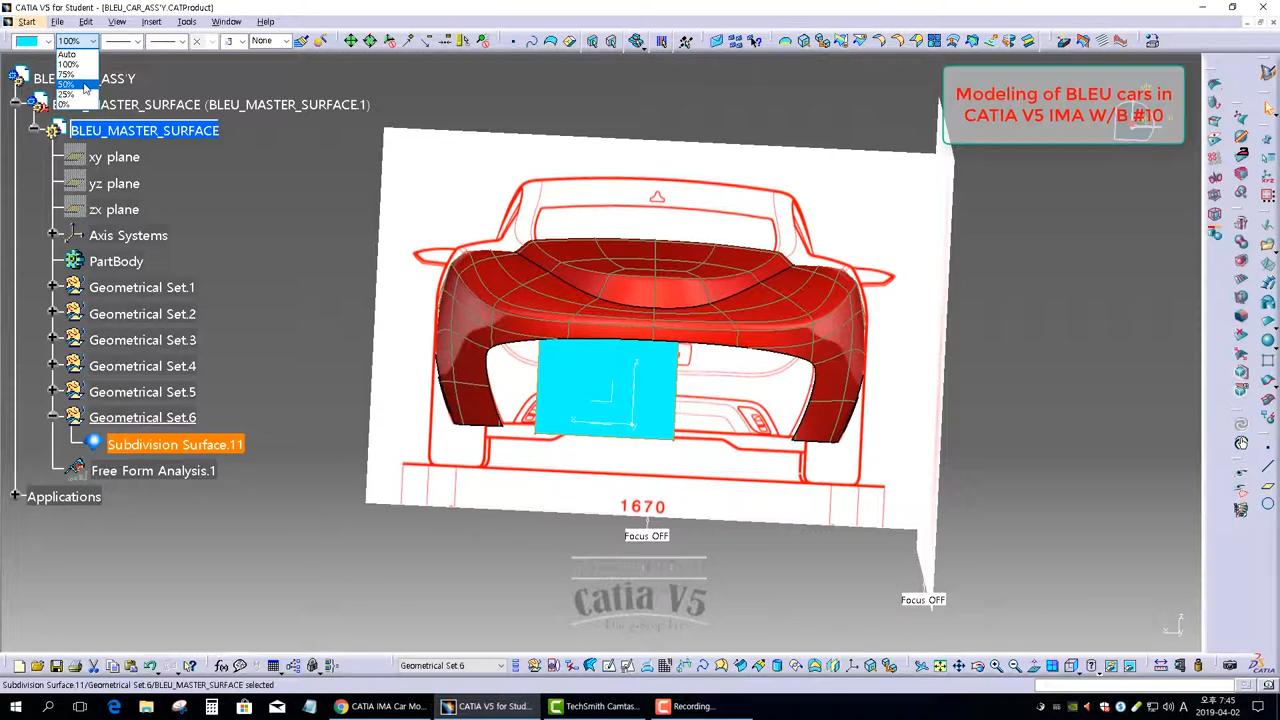 CATIA V5 for Student - [BLEU_CAR_ASS'Y.CATProduct]
Start Edit View Insert Tools Window Help
100% .3 None
Auto
100%
75%
50%
25%
0%
ASS'Y
MASTER_SURFACE (BLEU_MASTER_SURFACE.1)
BLEU_MASTER_SURFACE
xy plane
yz plane
zx plane
Axis Systems
PartBody
Geometrical Set.1
Geometrical Set.2
Geometrical Set.3
Geometrical Set.4
Geometrical Set.5
Geometrical Set.6
Subdivision Surface.11
Free Form Analysis.1
Applications
Modeling of BLEU cars in
CATIA V5 IMA W/B #10
1670
Focus OFF
Focus OFF
Catia V5
Geometrical Set.6
Subdivision Surface.11/Geometrical Set.6/BLEU_MASTER_SURFACE selected
CATIA IMA Car Mo...
CATIA V5 for Stud...
TechSmith Camtas...
Recording...
A
오후 7:45
2019-04-02